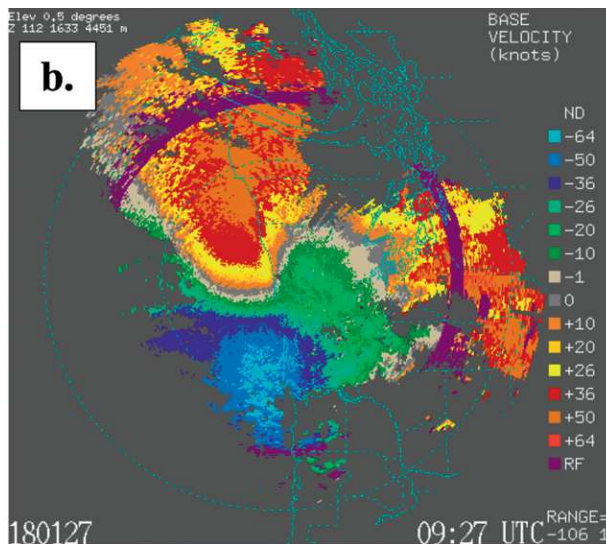 Elev 0.5 degrees
Z 112 1633 4451 m
b.
BASE
VELOCITY
(knots)
ND
-64
-50
-36
-26
-20
-10
-1
0
+10
+20
+26
+36
+50
+64
RF
180127
09:27 UTC
RANGE=
-106 1